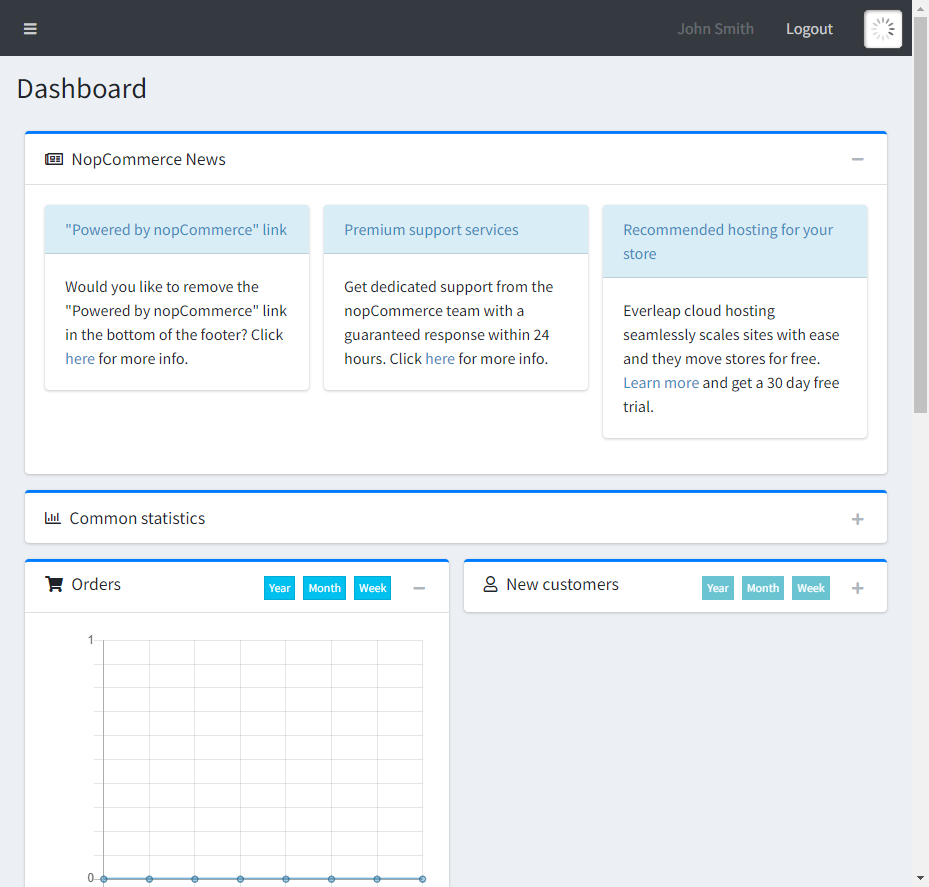 John Smith Logout
Dashboard
NopCommerce News
"Powered by nopCommerce" link
Would you like to remove the
"Powered by nopCommerce" link
in the bottom of the footer? Click
here for more info.
Premium support services
Get dedicated support from the
nopCommerce team with a
guaranteed response within 24
hours. Click here for more info.
Recommended hosting for your
store
Everleap cloud hosting
seamlessly scales sites with ease
and they move stores for free.
Learn more and get a 30 day free
trial.
Common statistics
Orders Year Month Week
New customers Year Month Week
1
0